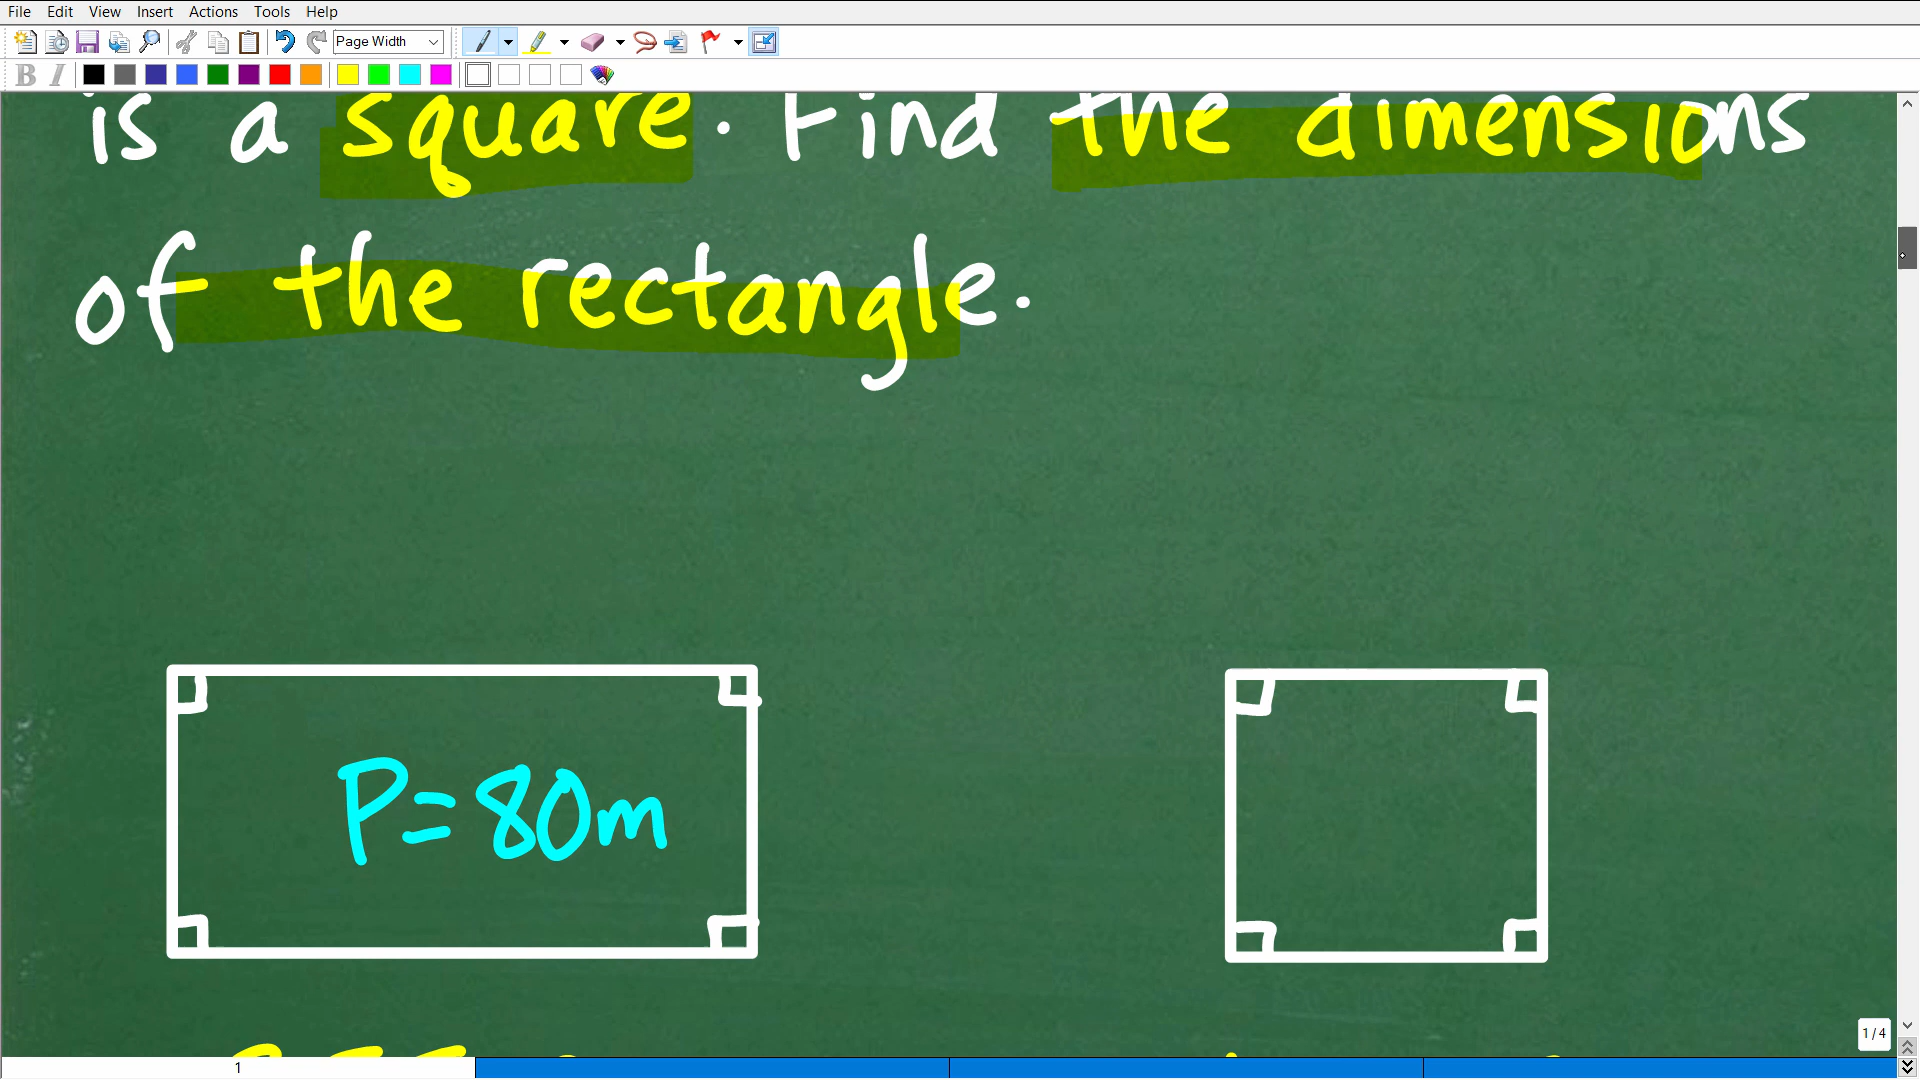 File Edit View Insert Actions Tools Help
Page Width
B I
is a square. Find the dimensions
of the rectangle.
P=80m
1 / 4
1